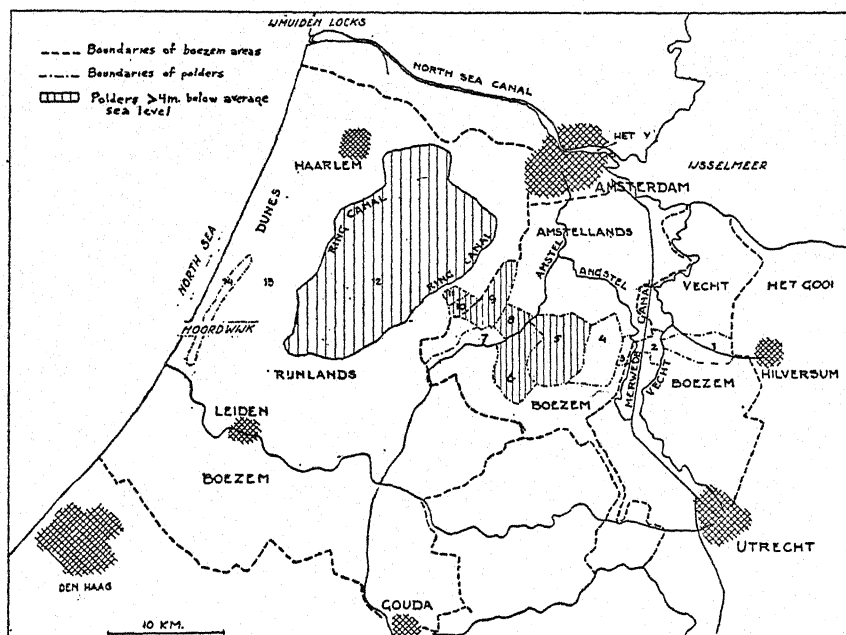 IJMUIDEN LOCKS
Boundaries of boezem areas
Boundaries of polders
Polders >4m. below average
sea level
NORTH SEA CANAL
HET Y
HAARLEM
IJSSELMEER
AMSTERDAM
DUNES
RING CANAL
AMSTELLANDS
AMSTEL
NORTH SEA
RING CANAL
ANGSTEL
CANAL
VECHT
HET GOOI
14
13
12
11
10
9
8
7
6
5
4
3
2
1
NOORDWIJK
MERWEDE
VECHT
RIJNLANDS
BOEZEM
BOEZEM
HILVERSUM
LEIDEN
BOEZEM
UTRECHT
DEN HAAG
GOUDA
10 KM.